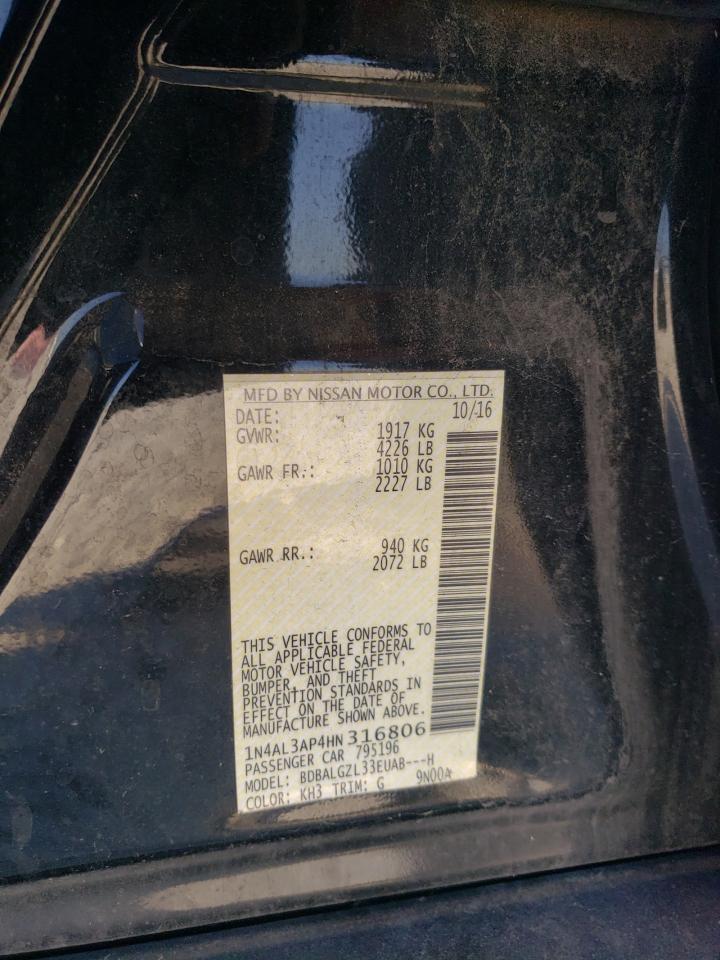 MFD BY NISSAN MOTOR CO., LTD.
DATE: 10/16
GVWR: 1917 KG
4226 LB
GAWR FR.: 1010 KG
2227 LB
GAWR RR.: 940 KG
2072 LB
THIS VEHICLE CONFORMS TO
ALL APPLICABLE FEDERAL
MOTOR VEHICLE SAFETY,
BUMPER, AND THEFT
PREVENTION STANDARDS IN
EFFECT ON THE DATE OF
MANUFACTURE SHOWN ABOVE.
1N4AL3AP4HN316806
PASSENGER CAR 795196
MODEL: BDBALGZL33EUAB---H
COLOR: KH3 TRIM: G 9N00A